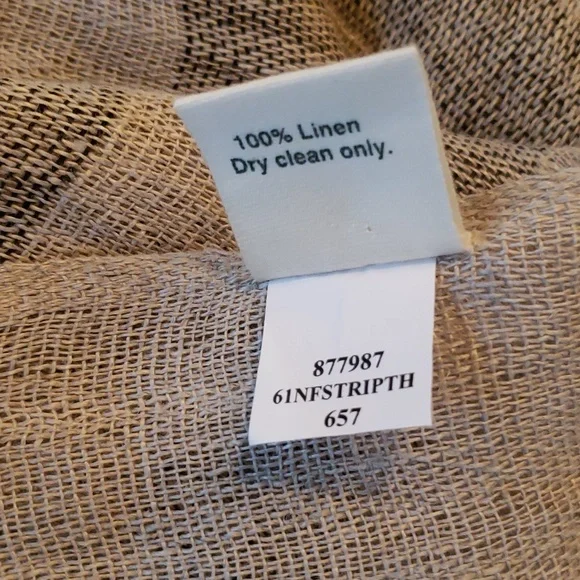 100% Linen
Dry clean only.
877987
61NFSTRIPTH
657